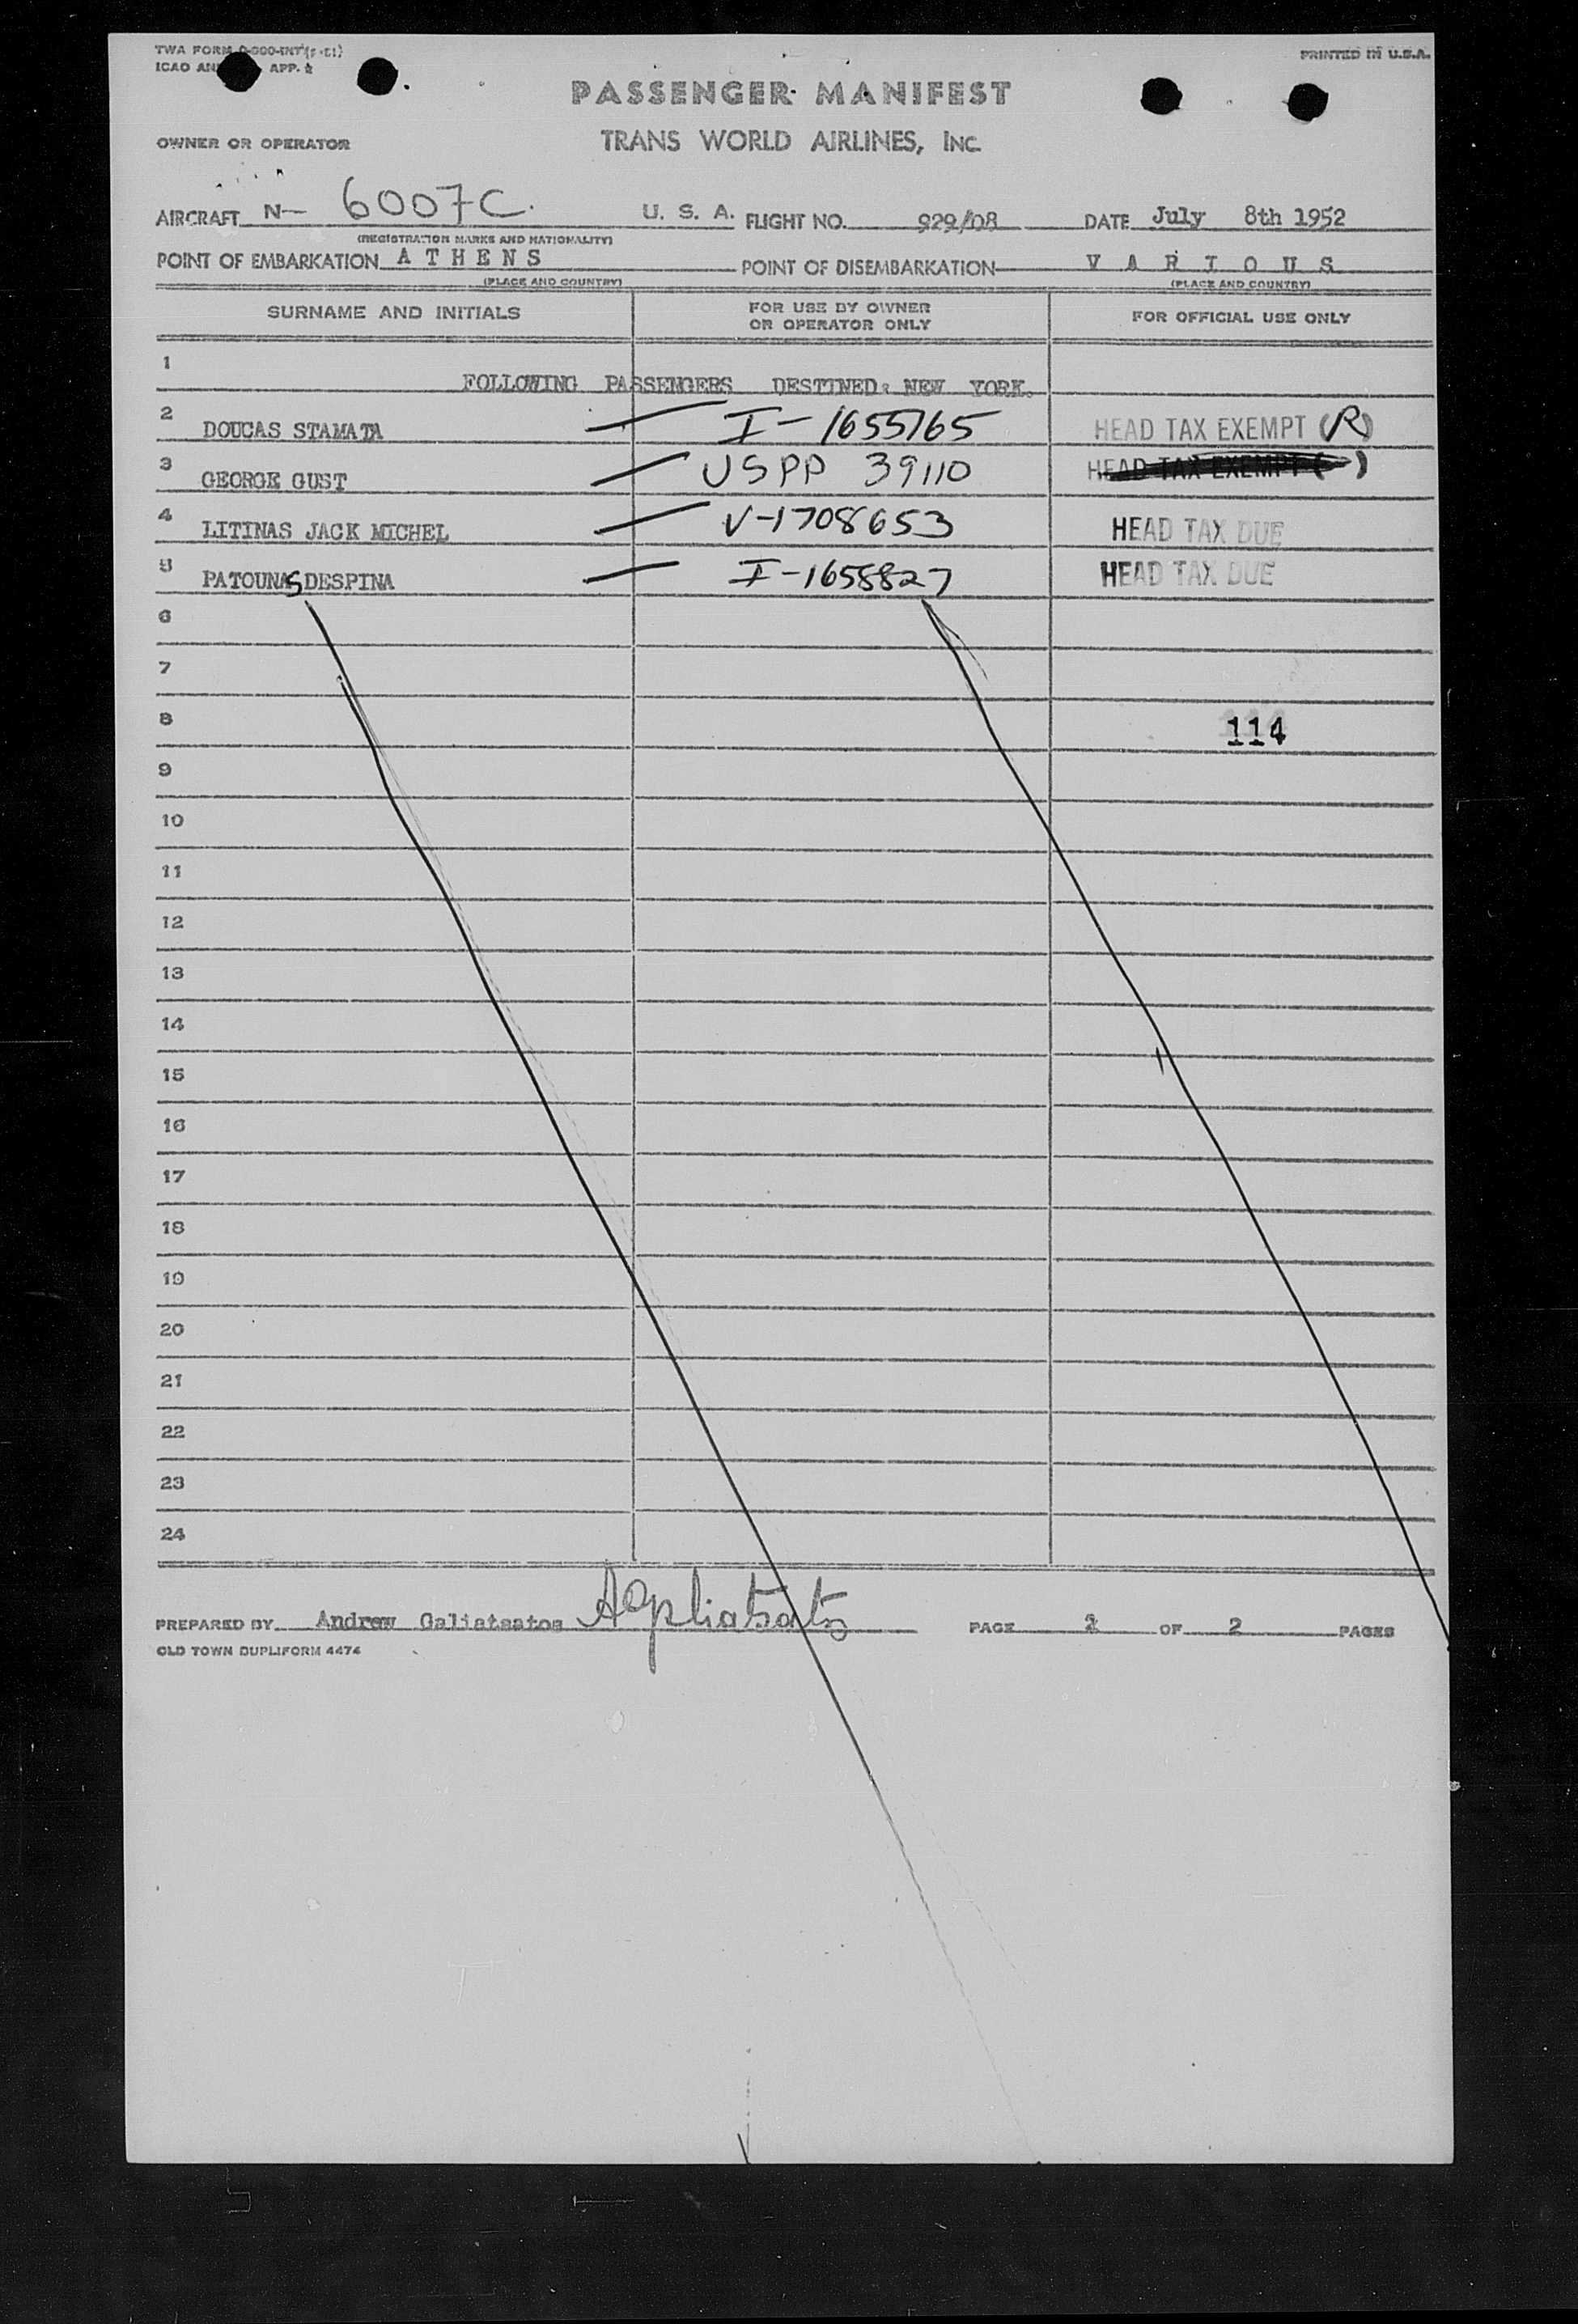 PRINTED IN U.S.A.
ICAO APP.
PASSENGER MANIFEST
OWNER OR OPERATOR TRANS WORLD AIRLINES, INC.
AIRCRAFT N- 6007C. U. S. A. FLIGHT NO. 929/08 DATE July 8th 1952
(REGISTRATION MARKS AND NATIONALITY)
POINT OF EMBARKATION A T H E N S POINT OF DISEMBARKATION V A R I O U S
(PLACE AND COUNTRY) (PLACE AND COUNTRY)
SURNAME AND INITIALS FOR USE BY OWNER OR OPERATOR ONLY FOR OFFICIAL USE ONLY
1 FOLLOWING PASSENGERS DESTINED: NEW YORK.
2 DOUCAS STAMATA — I-1655765 HEAD TAX EXEMPT (R)
3 GEORGE GUST — USPP 39110 HEAD TAX EXEMPT ( )
4 LITINAS JACK MICHEL — V-1708653 HEAD TAX DUE
5 PATOUNAS DESPINA — I-1658827 HEAD TAX DUE
6
7
8 114
9
10
11
12
13
14
15
16
17
18
19
20
21
22
23
24
PREPARED BY Andrew Galiatsatos AGaliatsatos PAGE 2 OF 2 PAGES
OLD TOWN DUPLIFORM 4474